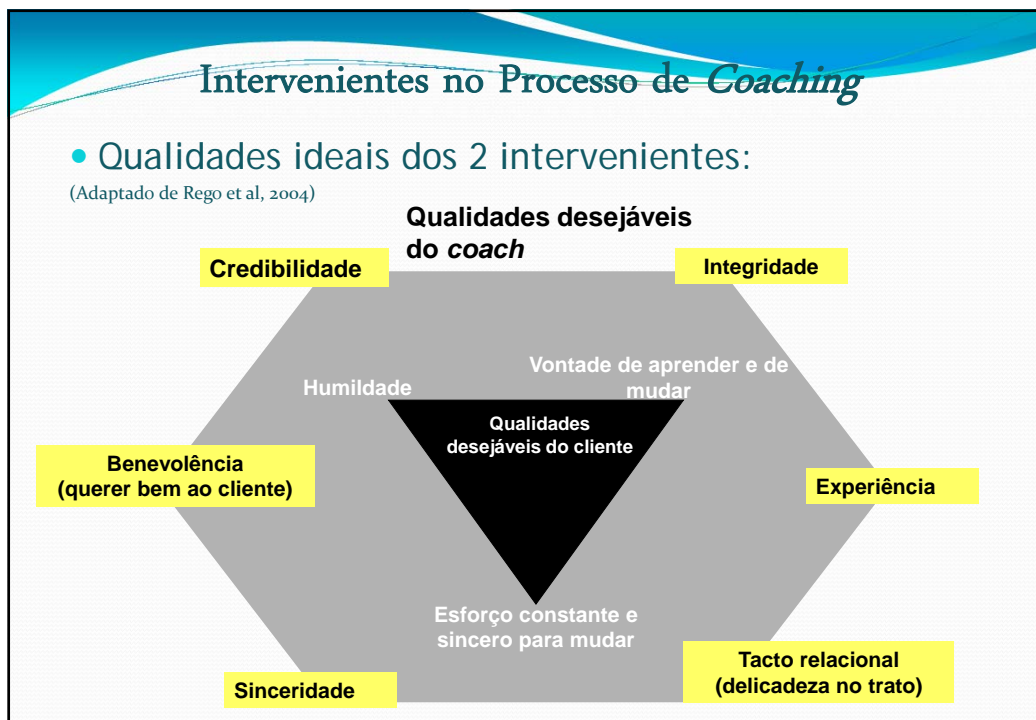 Intervenientes no Processo de Coaching
• Qualidades ideais dos 2 intervenientes:
(Adaptado de Rego et al, 2004)
Qualidades desejáveis
do coach
Credibilidade
Integridade
Humildade
Vontade de aprender e de
mudar
Qualidades
desejáveis do cliente
Benevolência
(querer bem ao cliente)
Experiência
Esforço constante e
sincero para mudar
Sinceridade
Tacto relacional
(delicadeza no trato)